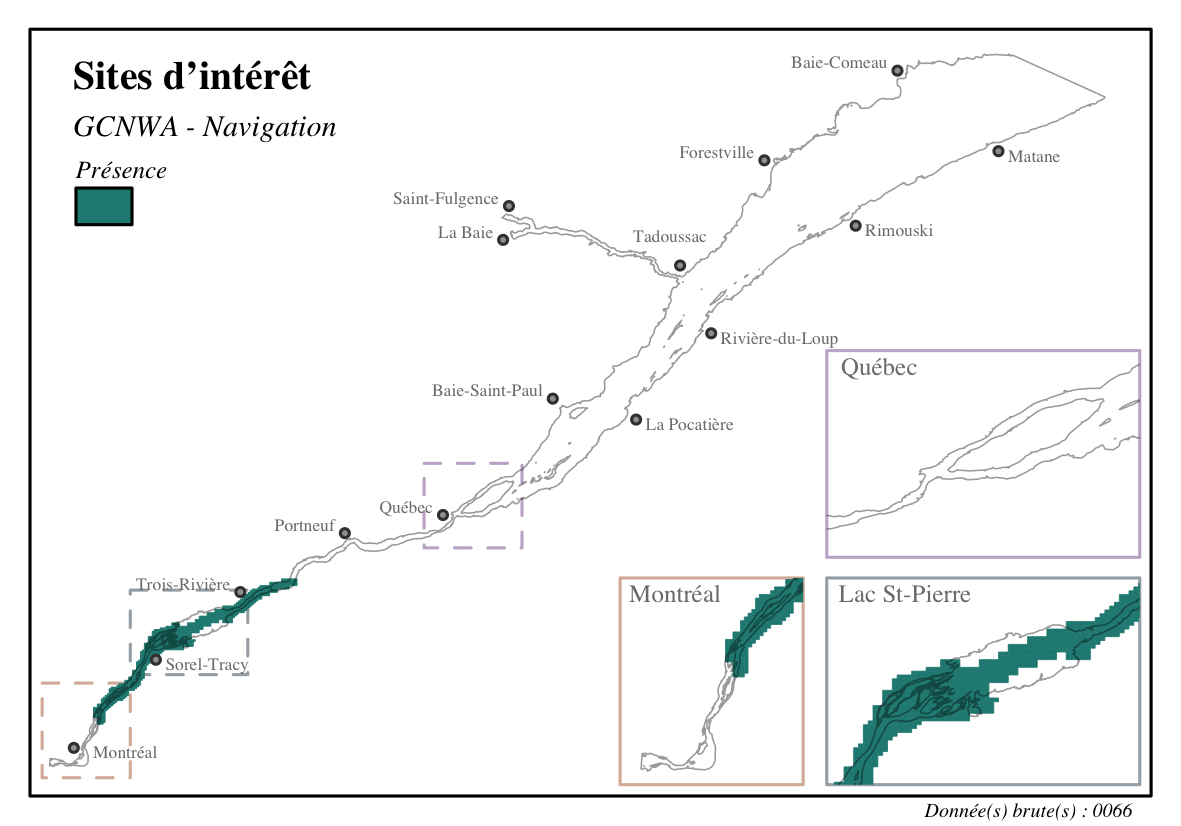 Sites d’intérêt
GCNWA - Navigation
Présence
Baie-Comeau
Forestville
Matane
Saint-Fulgence
La Baie
Tadoussac
Rimouski
Rivière-du-Loup
Baie-Saint-Paul
La Pocatière
Québec
Québec
Portneuf
Trois-Rivière
Sorel-Tracy
Montréal
Montréal
Lac St-Pierre
Donnée(s) brute(s) : 0066